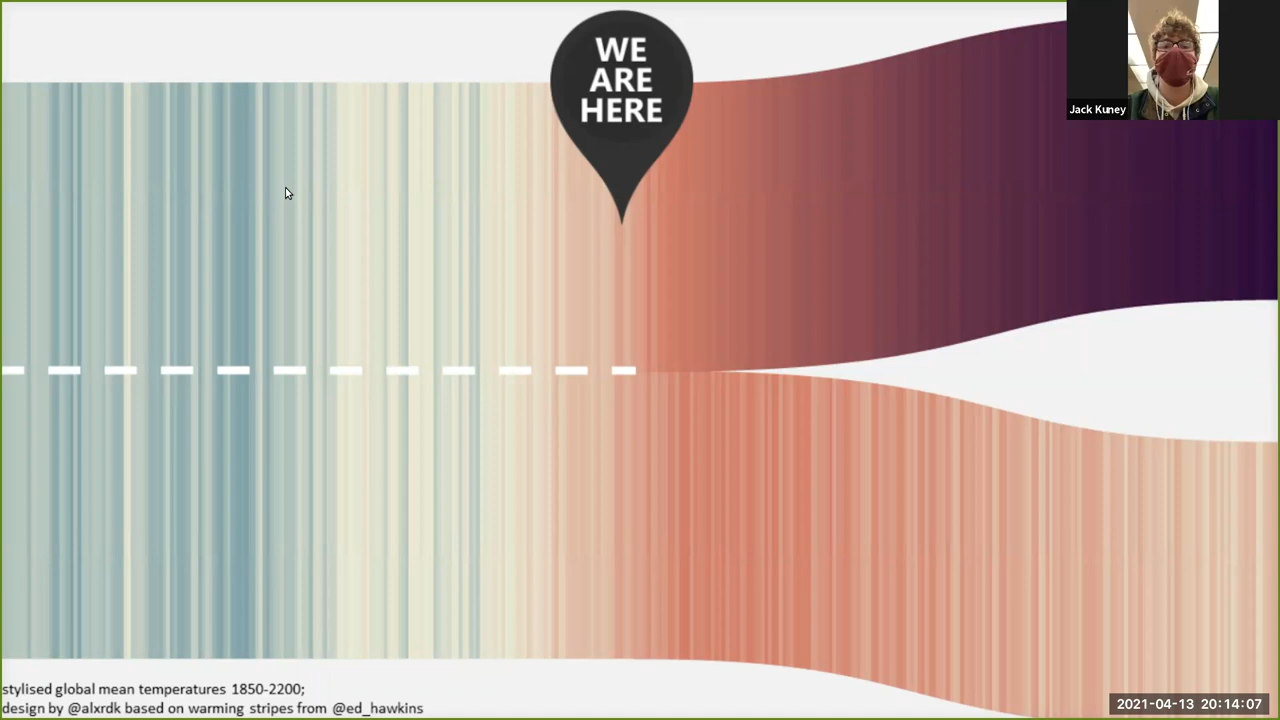 WE
ARE
HERE
Jack Kuney
stylised global mean temperatures 1850-2200;
design by @alxrdk based on warming stripes from @ed_hawkins
2021-04-13 20:14:07